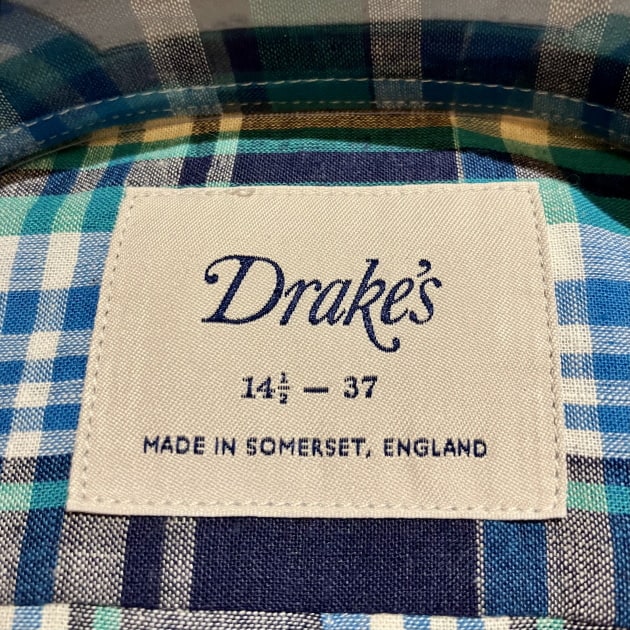 Drake's
14½ — 37
MADE IN SOMERSET, ENGLAND